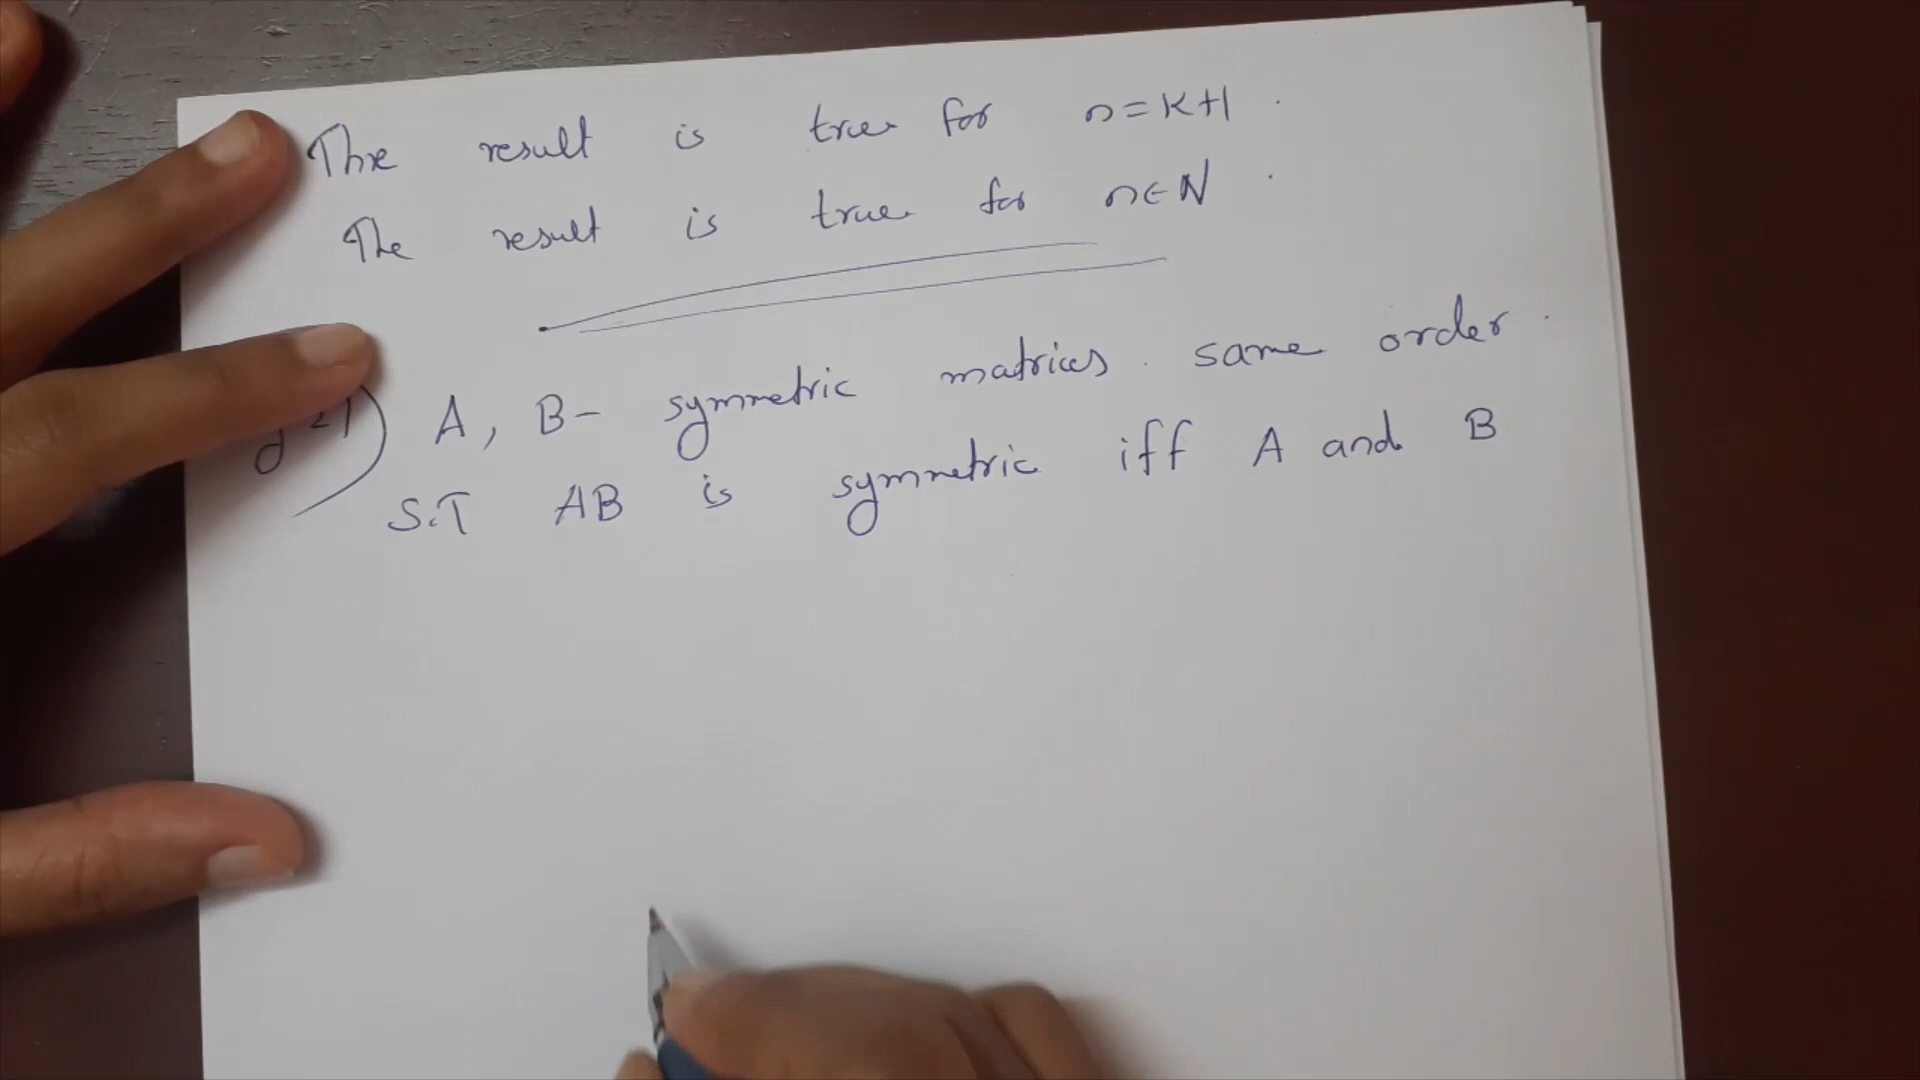 The result is true for n=K+1.
The result is true for n∈N.
A, B- symmetric matrices. same order.
S.T AB is symmetric iff A and B